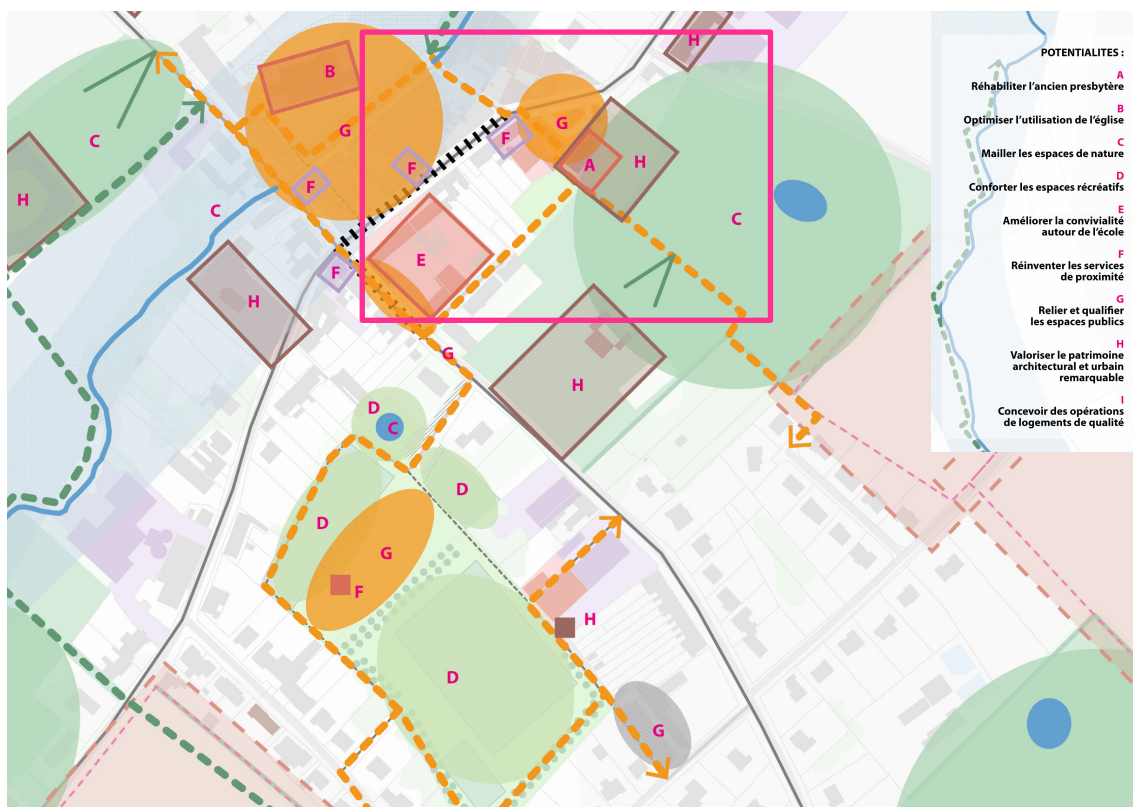 H
B
POTENTIALITES :
A
Réhabiliter l'ancien presbytère
B
Optimiser l'utilisation de l'église
C
Mailler les espaces de nature
D
Conforter les espaces récréatifs
E
Améliorer la convivialité
autour de l'école
F
Réinventer les services
de proximité
G
Relier et qualifier
les espaces publics
H
Valoriser le patrimoine
architectural et urbain
remarquable
I
Concevoir des opérations
de logements de qualité
G
G
F
C
A
H
F
F
H
C
C
E
F
H
G
H
D
C
D
D
G
F
H
D
G